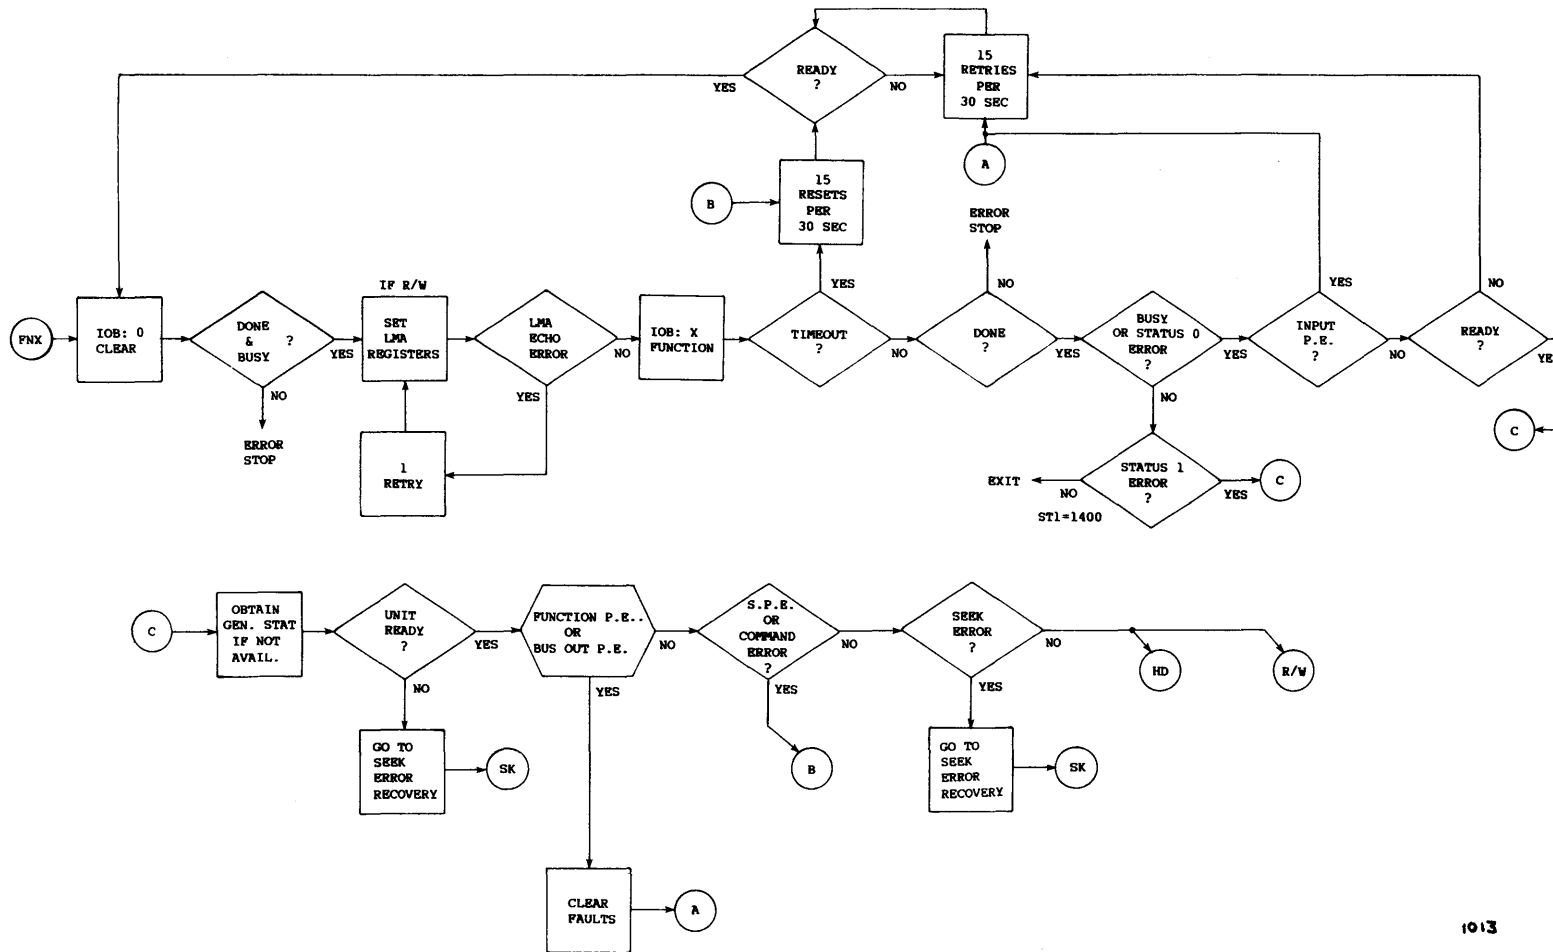 READY
?
YES
NO
15
RETRIES
PER
30 SEC
A
15
RESETS
PER
30 SEC
B
ERROR
STOP
FNX
IOB: 0
CLEAR
DONE
&
BUSY
?
YES
NO
ERROR
STOP
IF R/W
SET
LMA
REGISTERS
1
RETRY
LMA
ECHO
ERROR
NO
YES
IOB: X
FUNCTION
TIMEOUT
?
YES
NO
DONE
?
NO
YES
BUSY
OR STATUS 0
ERROR
?
YES
NO
INPUT
P.E.
?
YES
NO
READY
?
NO
YE
C
STATUS 1
ERROR
?
EXIT
NO
ST1=1400
YES
C
C
OBTAIN
GEN. STAT
IF NOT
AVAIL.
UNIT
READY
?
YES
NO
GO TO
SEEK
ERROR
RECOVERY
SK
FUNCTION P.E..
OR
BUS OUT P.E.
NO
YES
CLEAR
FAULTS
A
S.P.E.
OR
COMMAND
ERROR
?
NO
YES
B
SEEK
ERROR
?
NO
YES
GO TO
SEEK
ERROR
RECOVERY
SK
HD
R/W
1013